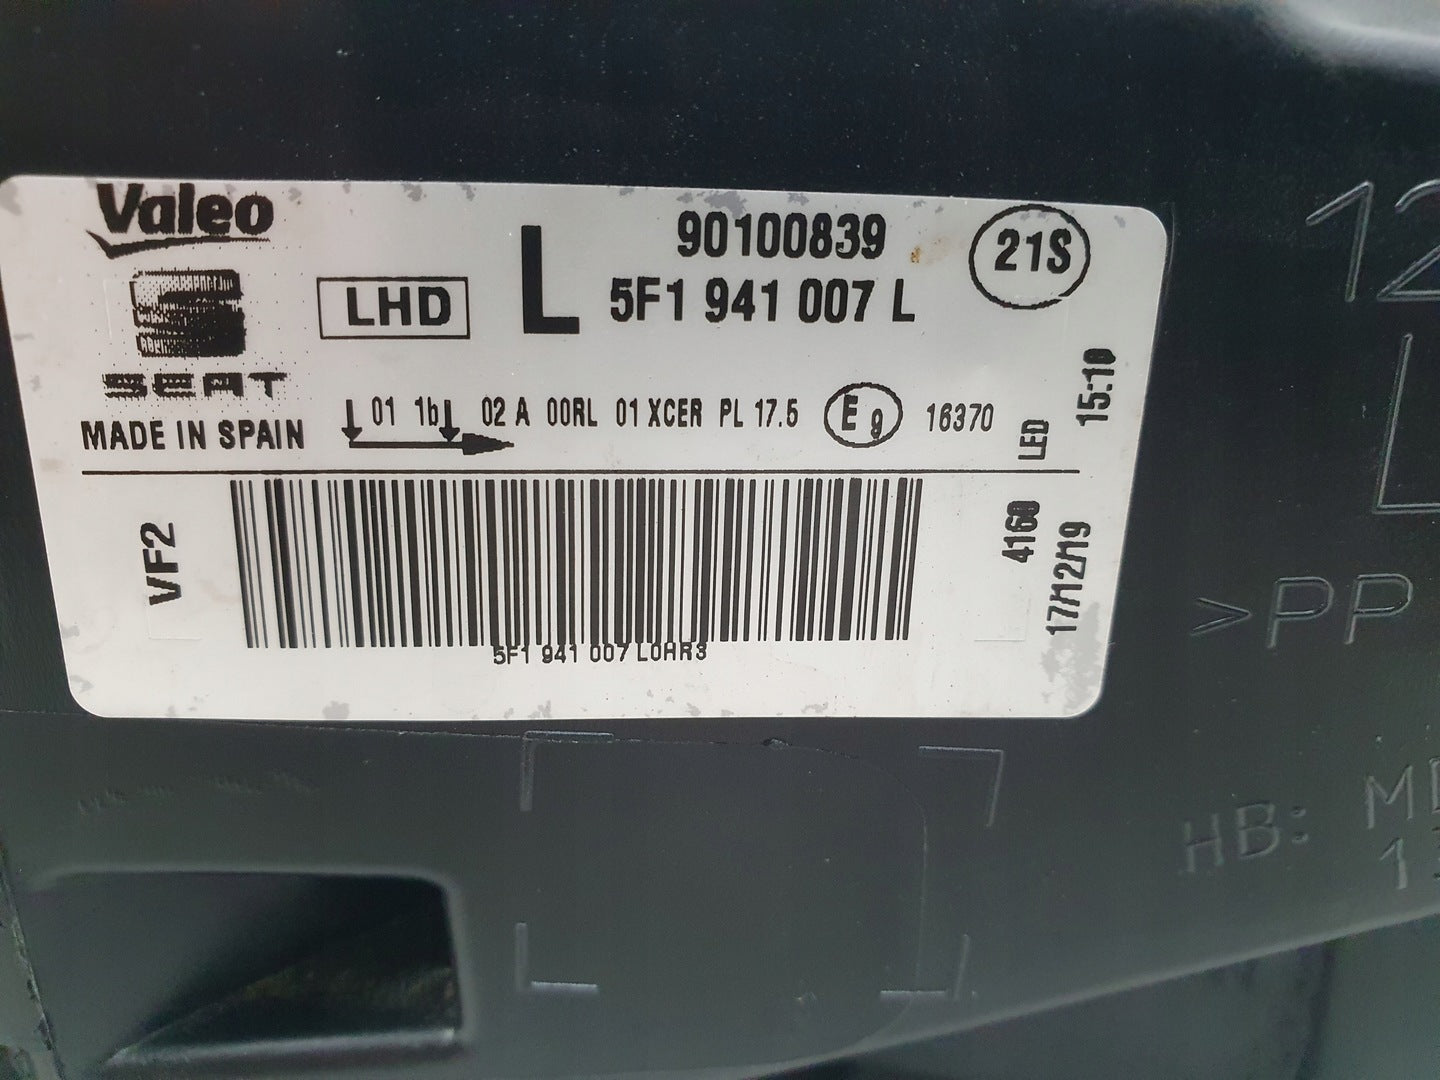 Valeo
SEAT
MADE IN SPAIN
LHD
L
90100839
5F1 941 007 L
21S
01 1b 02 A 00RL 01 XCER PL 17.5 E9 16370
LED
15:10
VF2
4160
17/12/19
5F1 941 007 L0AR3
12
L
>PP
HB: